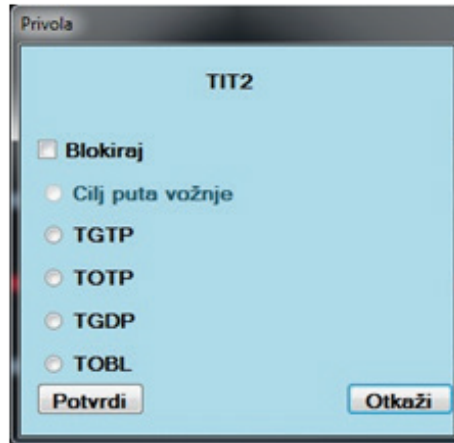 Privola
TIT2
Blokiraj
Cilj puta vožnje
TGTP
TOTP
TGDP
TOBL
Potvrdi Otkaži